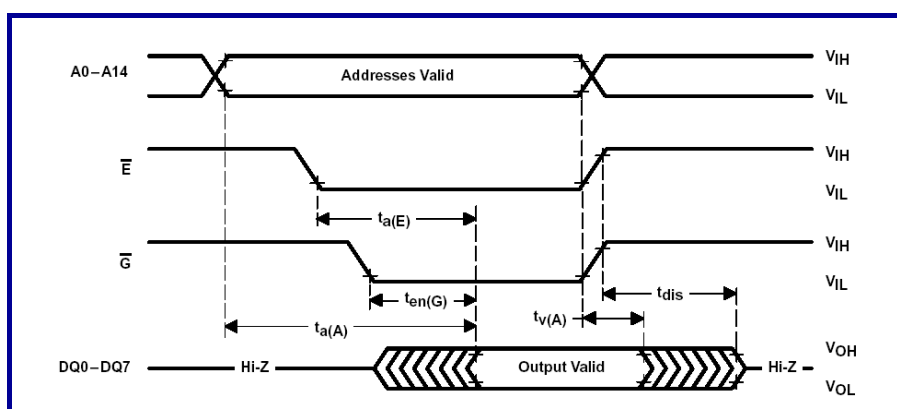 A0–A14 Addresses Valid VIH
VIL
E VIH
VIL
ta(E)
G VIH
VIL
ten(G) tdis
ta(A) tv(A)
DQ0–DQ7 Hi-Z Output Valid Hi-Z VOH
VOL